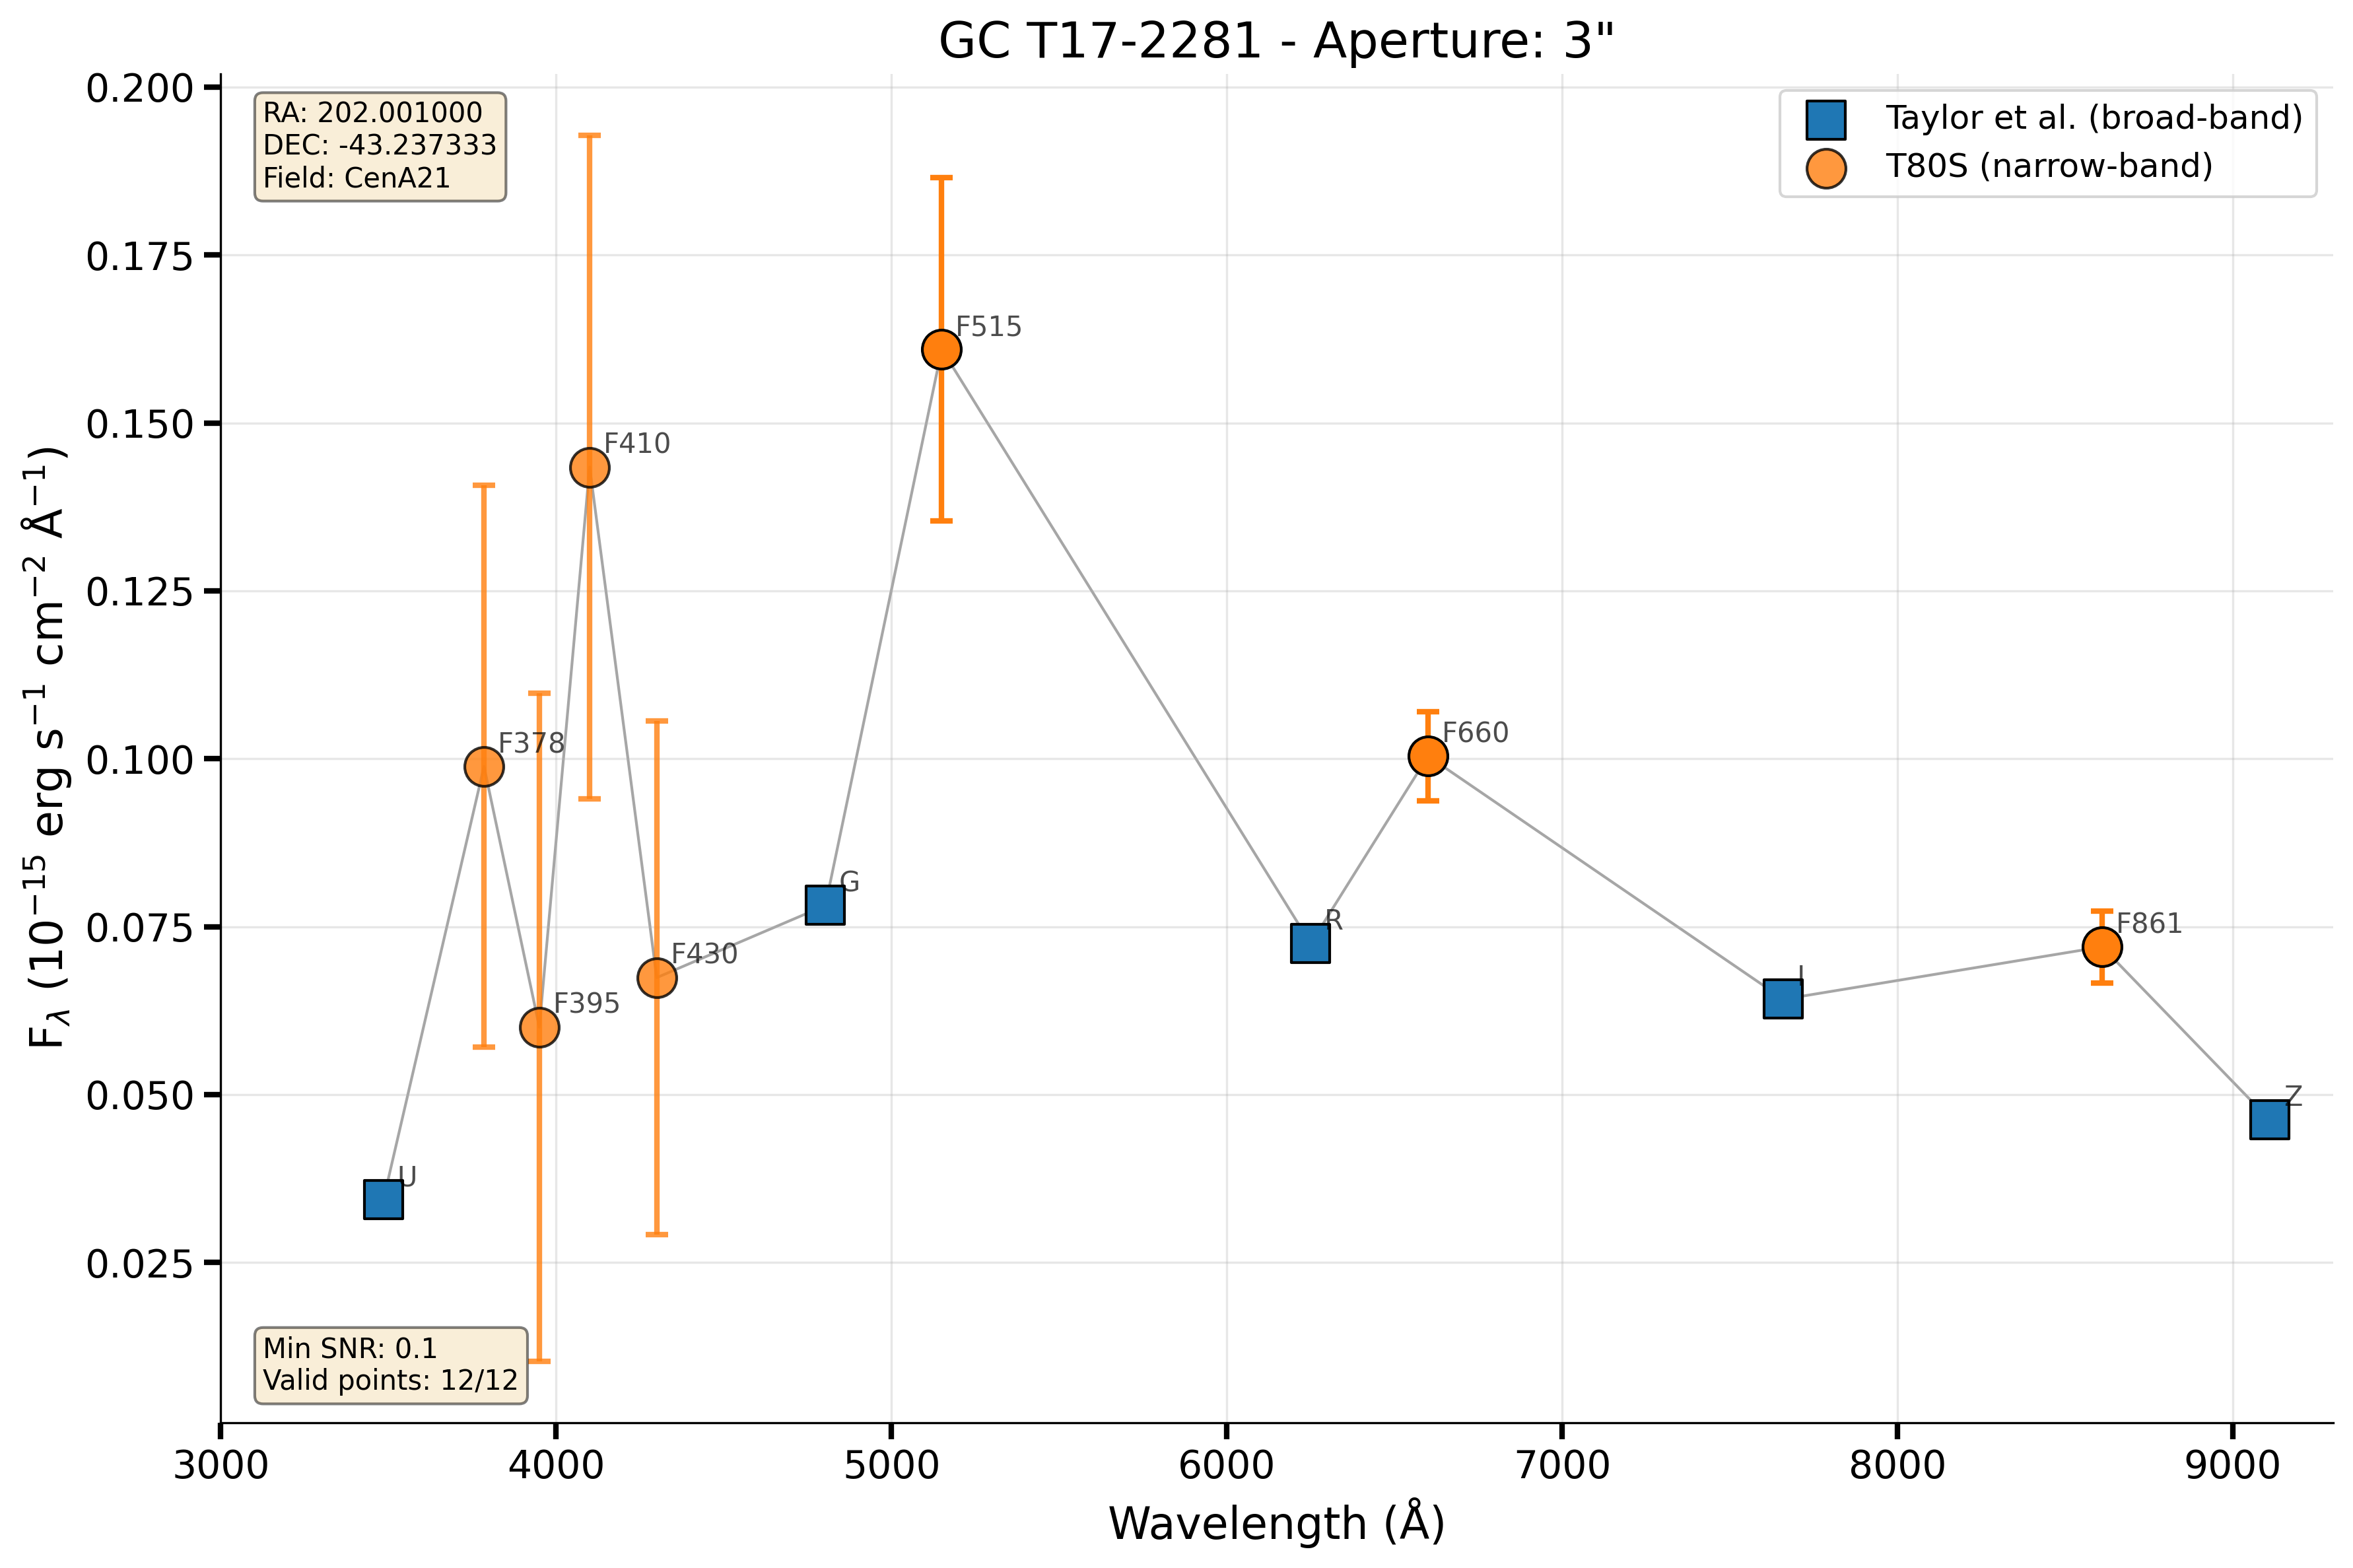 GC T17-2281 - Aperture: 3"
RA: 202.001000
DEC: -43.237333
Field: CenA21
Taylor et al. (broad-band)
T80S (narrow-band)
F_λ (10^−15 erg s^−1 cm^−2 Å^−1)
0.200
0.175
0.150
0.125
0.100
0.075
0.050
0.025
U
F378
F395
F410
F430
G
F515
R
F660
I
F861
Z
Min SNR: 0.1
Valid points: 12/12
3000 4000 5000 6000 7000 8000 9000
Wavelength (Å)